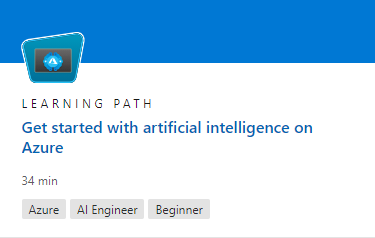 LEARNING PATH
Get started with artificial intelligence on
Azure
34 min
Azure AI Engineer Beginner